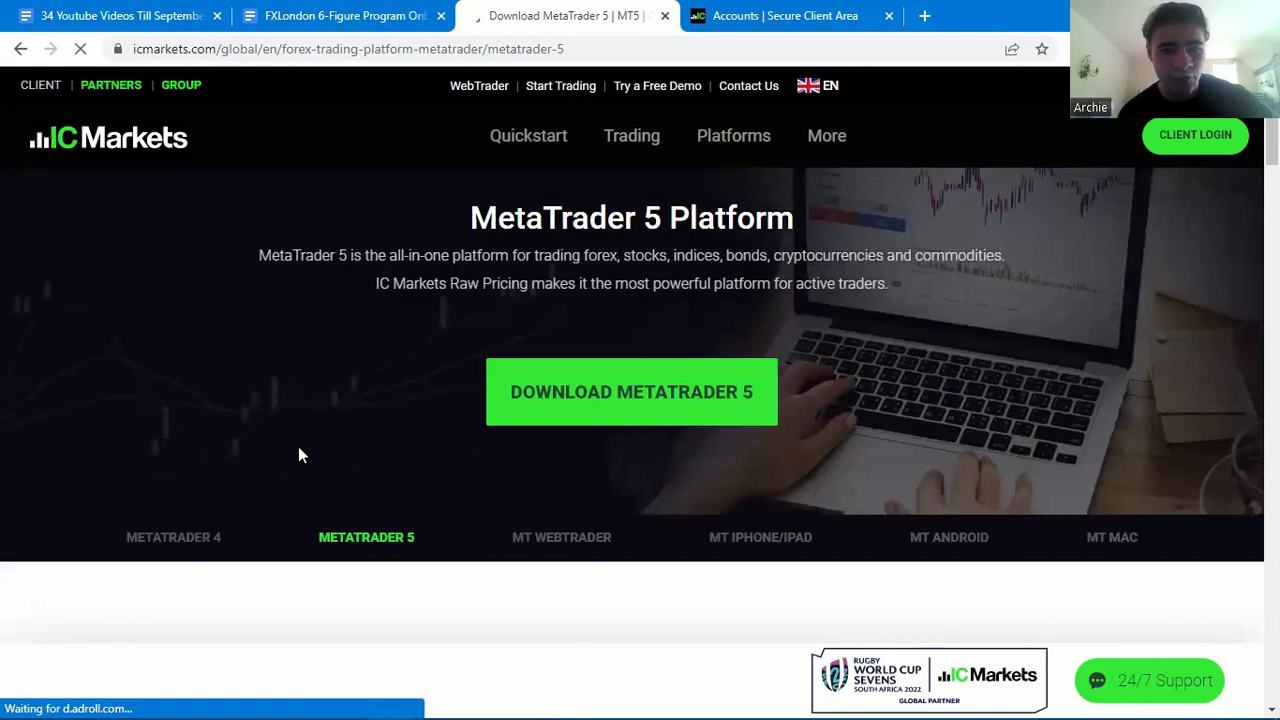 34 Youtube Videos Till Septembe
FXLondon 6-Figure Program On
Download MetaTrader 5 | MT5 |
Accounts | Secure Client Area
icmarkets.com/global/en/forex-trading-platform-metatrader/metatrader-5
Archie
CLIENT | PARTNERS | GROUP
WebTrader | Start Trading | Try a Free Demo | Contact Us
EN
IC Markets
Quickstart
Trading
Platforms
More
CLIENT LOGIN
MetaTrader 5 Platform
MetaTrader 5 is the all-in-one platform for trading forex, stocks, indices, bonds, cryptocurrencies and commodities.
IC Markets Raw Pricing makes it the most powerful platform for active traders.
DOWNLOAD METATRADER 5
METATRADER 4
METATRADER 5
MT WEBTRADER
MT IPHONE/IPAD
MT ANDROID
MT MAC
RUGBY
WORLD CUP
SEVENS
SOUTH AFRICA 2022
IC Markets
GLOBAL PARTNER
24/7 Support
Waiting for d.adroll.com...